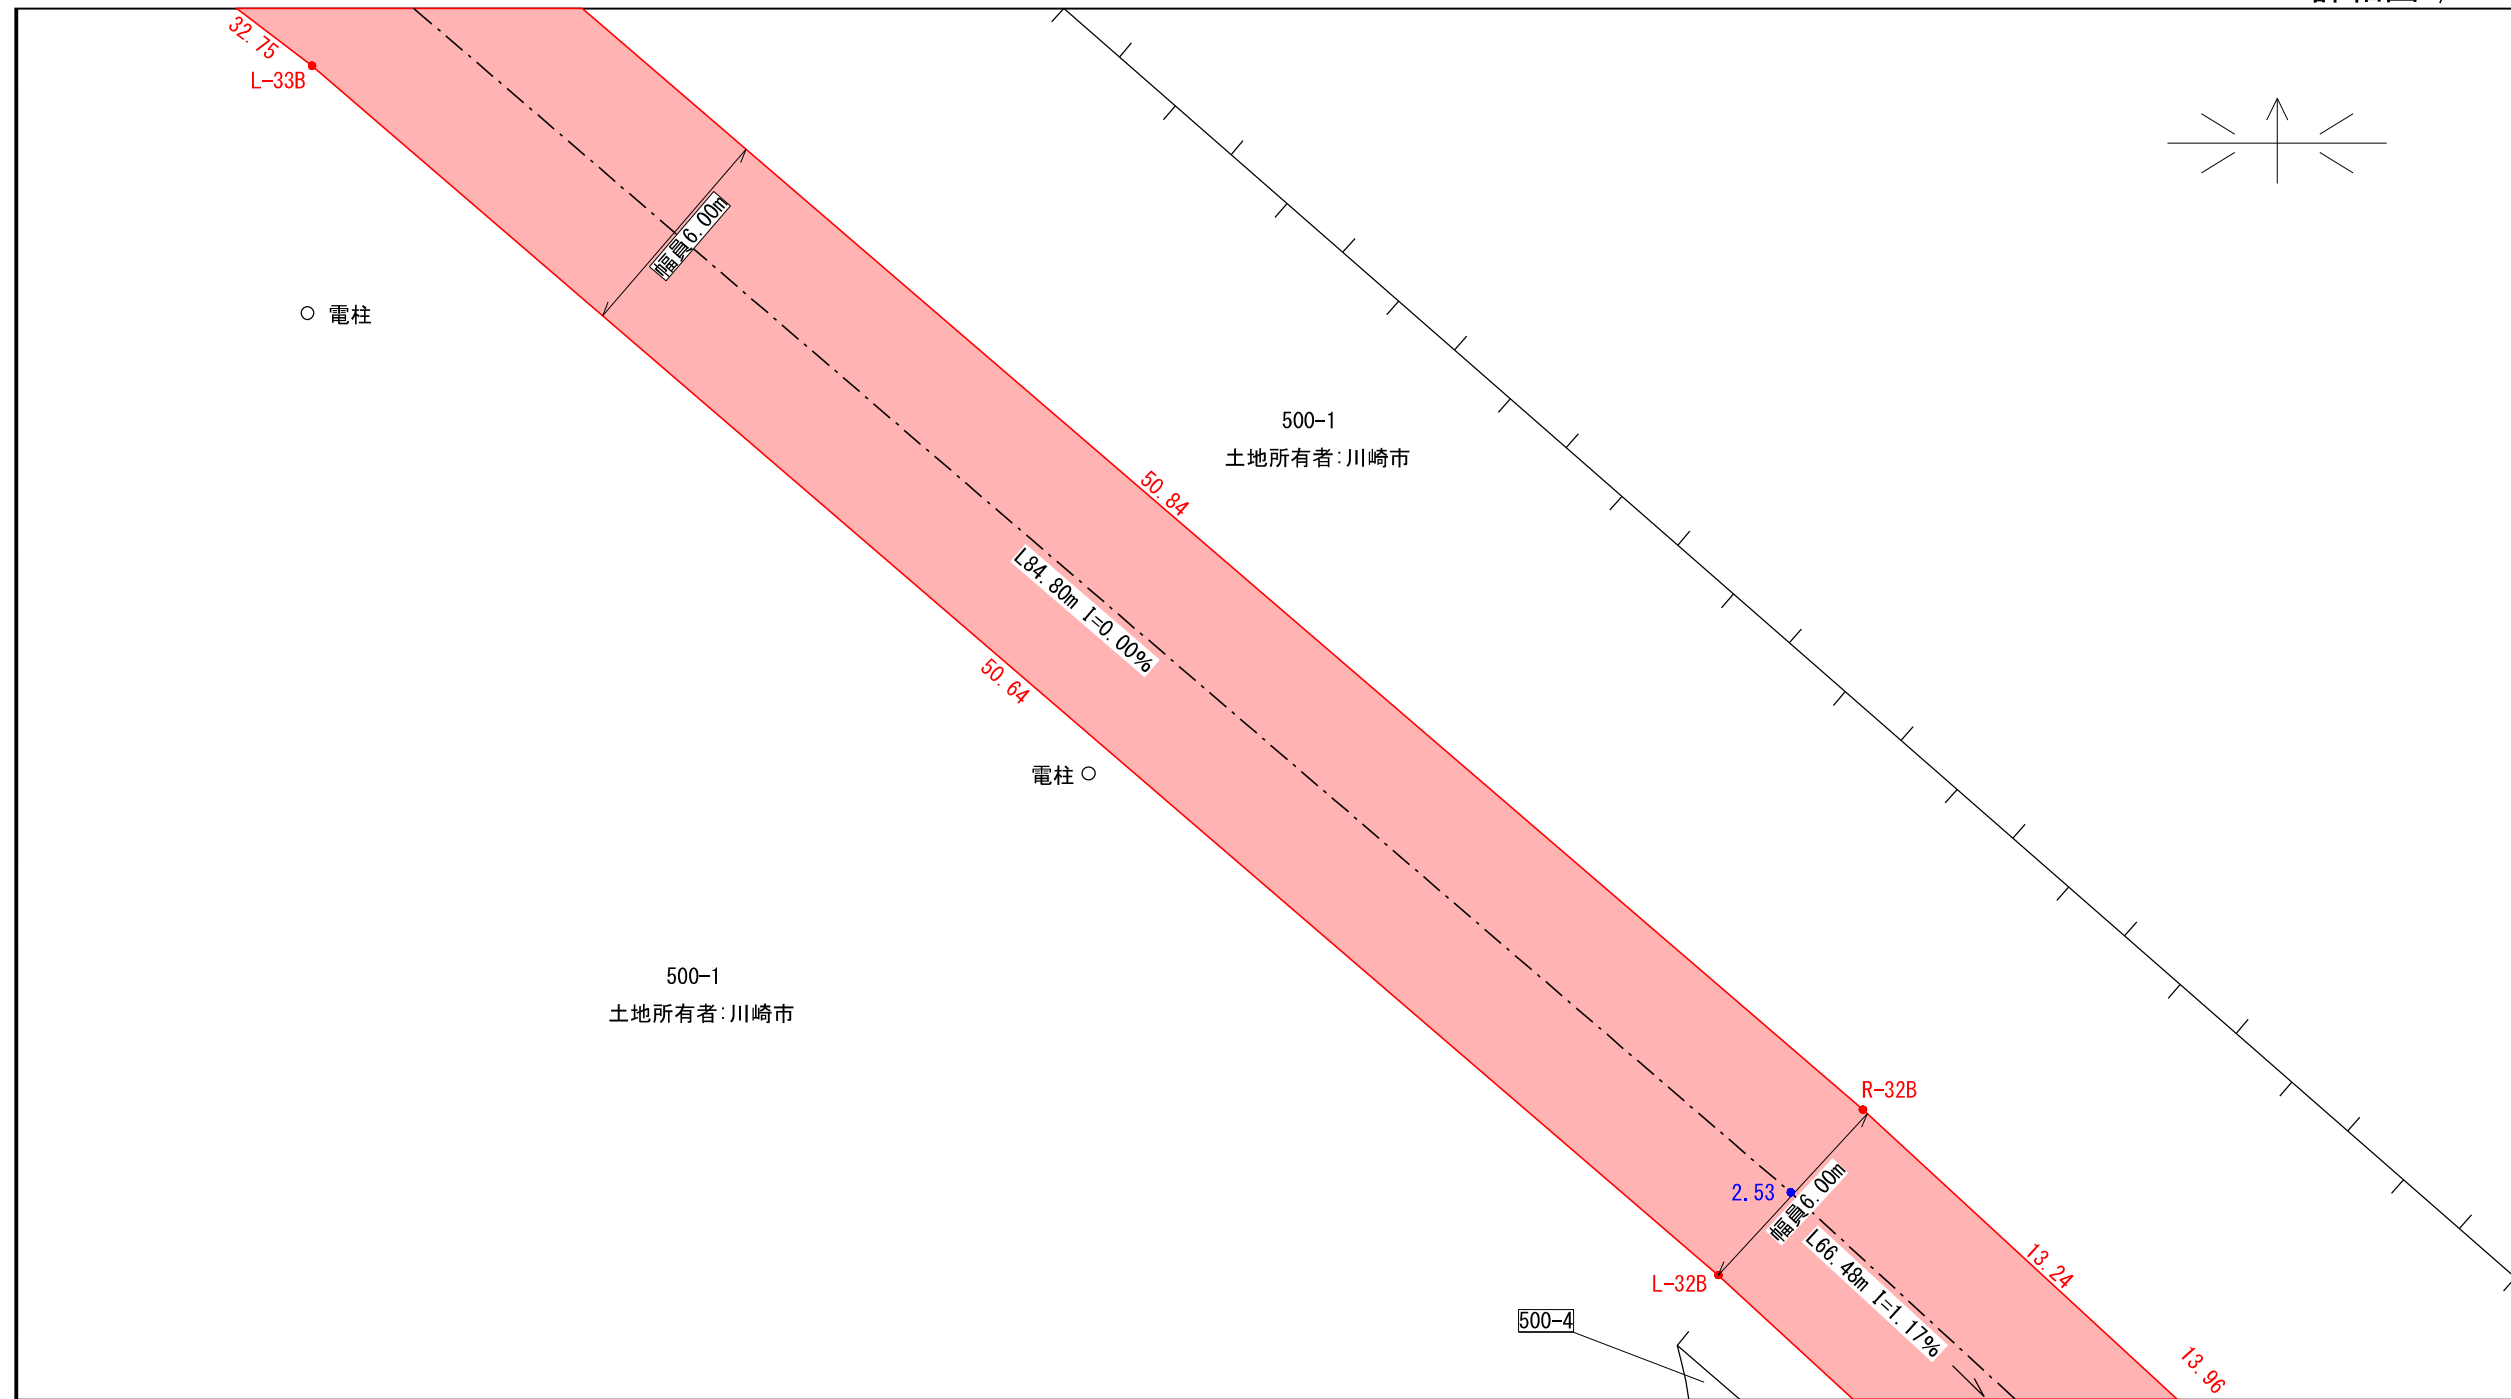 32.75
L-33B
幅員6.00m
電柱
500-1
土地所有者:川崎市
50.84
L84.80m I=0.00%
50.64
電柱
500-1
土地所有者:川崎市
R-32B
2.53
幅員6.00m
L66.48m I=1.17%
13.24
L-32B
500-4
13.96